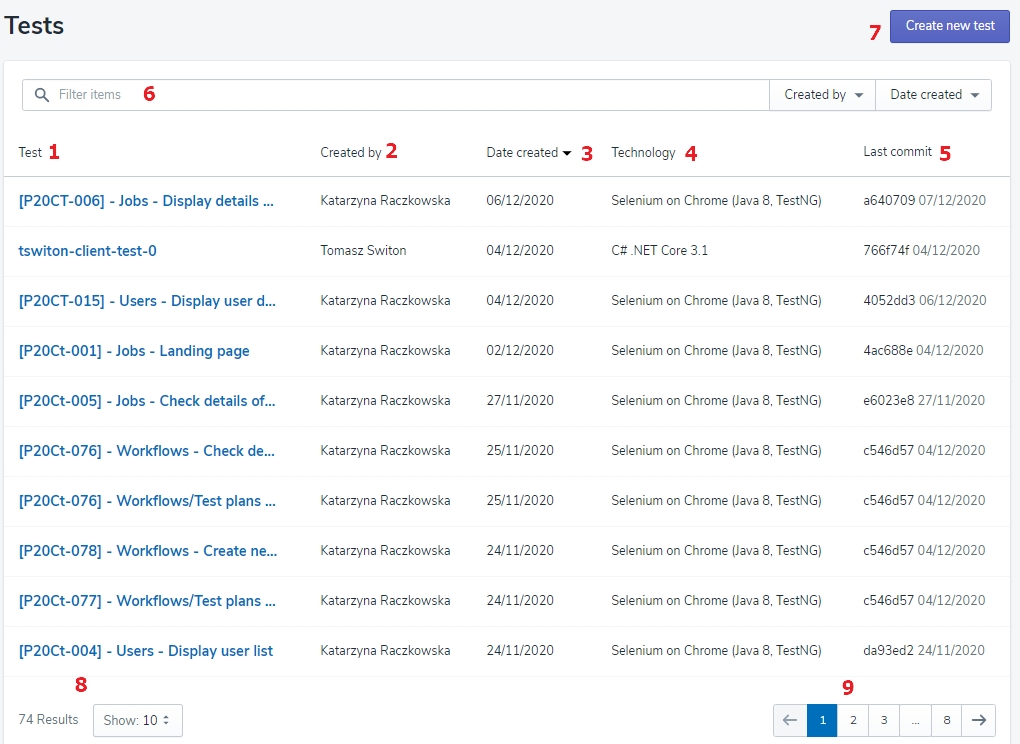 Tests
7 Create new test
Filter items 6 Created by Date created
Test 1 Created by 2 Date created 3 Technology 4 Last commit 5
[P20CT-006] - Jobs - Display details ... Katarzyna Raczkowska 06/12/2020 Selenium on Chrome (Java 8, TestNG) a640709 07/12/2020
tswiton-client-test-0 Tomasz Switon 04/12/2020 C# .NET Core 3.1 766f74f 04/12/2020
[P20CT-015] - Users - Display user d... Katarzyna Raczkowska 04/12/2020 Selenium on Chrome (Java 8, TestNG) 4052dd3 06/12/2020
[P20Ct-001] - Jobs - Landing page Katarzyna Raczkowska 02/12/2020 Selenium on Chrome (Java 8, TestNG) 4ac688e 04/12/2020
[P20Ct-005] - Jobs - Check details of... Katarzyna Raczkowska 27/11/2020 Selenium on Chrome (Java 8, TestNG) e6023e8 27/11/2020
[P20Ct-076] - Workflows - Check de... Katarzyna Raczkowska 25/11/2020 Selenium on Chrome (Java 8, TestNG) c546d57 04/12/2020
[P20Ct-076] - Workflows/Test plans ... Katarzyna Raczkowska 25/11/2020 Selenium on Chrome (Java 8, TestNG) c546d57 04/12/2020
[P20Ct-078] - Workflows - Create ne... Katarzyna Raczkowska 24/11/2020 Selenium on Chrome (Java 8, TestNG) c546d57 04/12/2020
[P20Ct-077] - Workflows/Test plans ... Katarzyna Raczkowska 24/11/2020 Selenium on Chrome (Java 8, TestNG) c546d57 04/12/2020
[P20Ct-004] - Users - Display user list Katarzyna Raczkowska 24/11/2020 Selenium on Chrome (Java 8, TestNG) da93ed2 24/11/2020
8 9
74 Results Show: 10 ← 1 2 3 ... 8 →